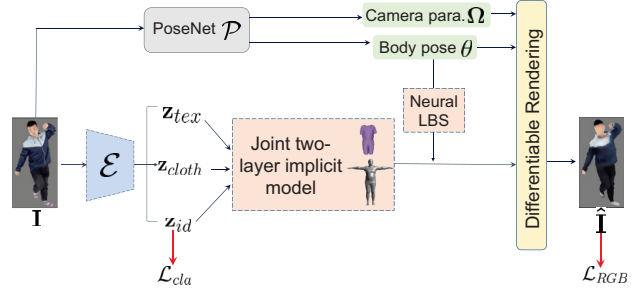 PoseNet 𝒫
Camera para. Ω
Body pose θ
Neural
LBS
Differentiable Rendering
I
ℰ
z_tex
z_cloth
z_id
Joint two-
layer implicit
model
Î
ℒ_cla
ℒ_RGB